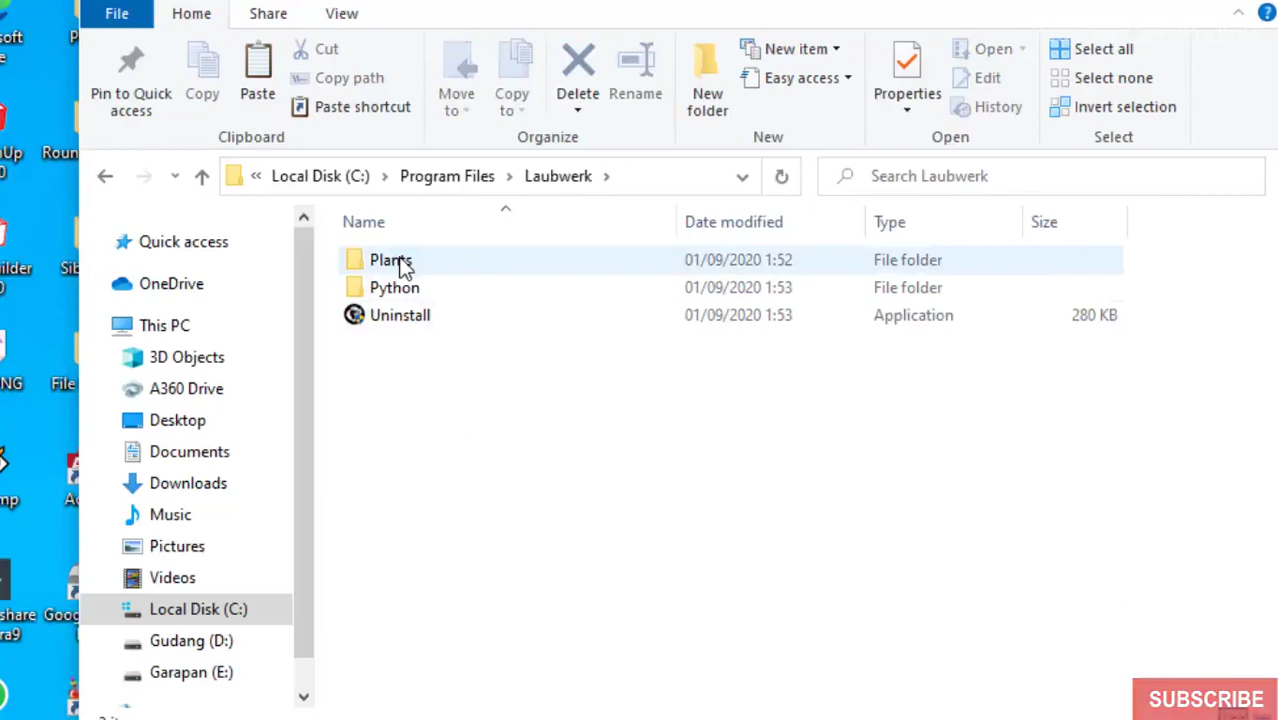 File Home Share View
Pin to Quick access
Copy
Paste
Cut
Copy path
Paste shortcut
Clipboard
Move to
Copy to
Delete
Rename
Organize
New folder
New item
Easy access
New
Properties
Open
Edit
History
Open
Select all
Select none
Invert selection
Select
« Local Disk (C:) › Program Files › Laubwerk ›
Search Laubwerk
Name Date modified Type Size
Plants 01/09/2020 1:52 File folder
Python 01/09/2020 1:53 File folder
Uninstall 01/09/2020 1:53 Application 280 KB
Quick access
OneDrive
This PC
3D Objects
A360 Drive
Desktop
Documents
Downloads
Music
Pictures
Videos
Local Disk (C:)
Gudang (D:)
Garapan (E:)
SUBSCRIBE